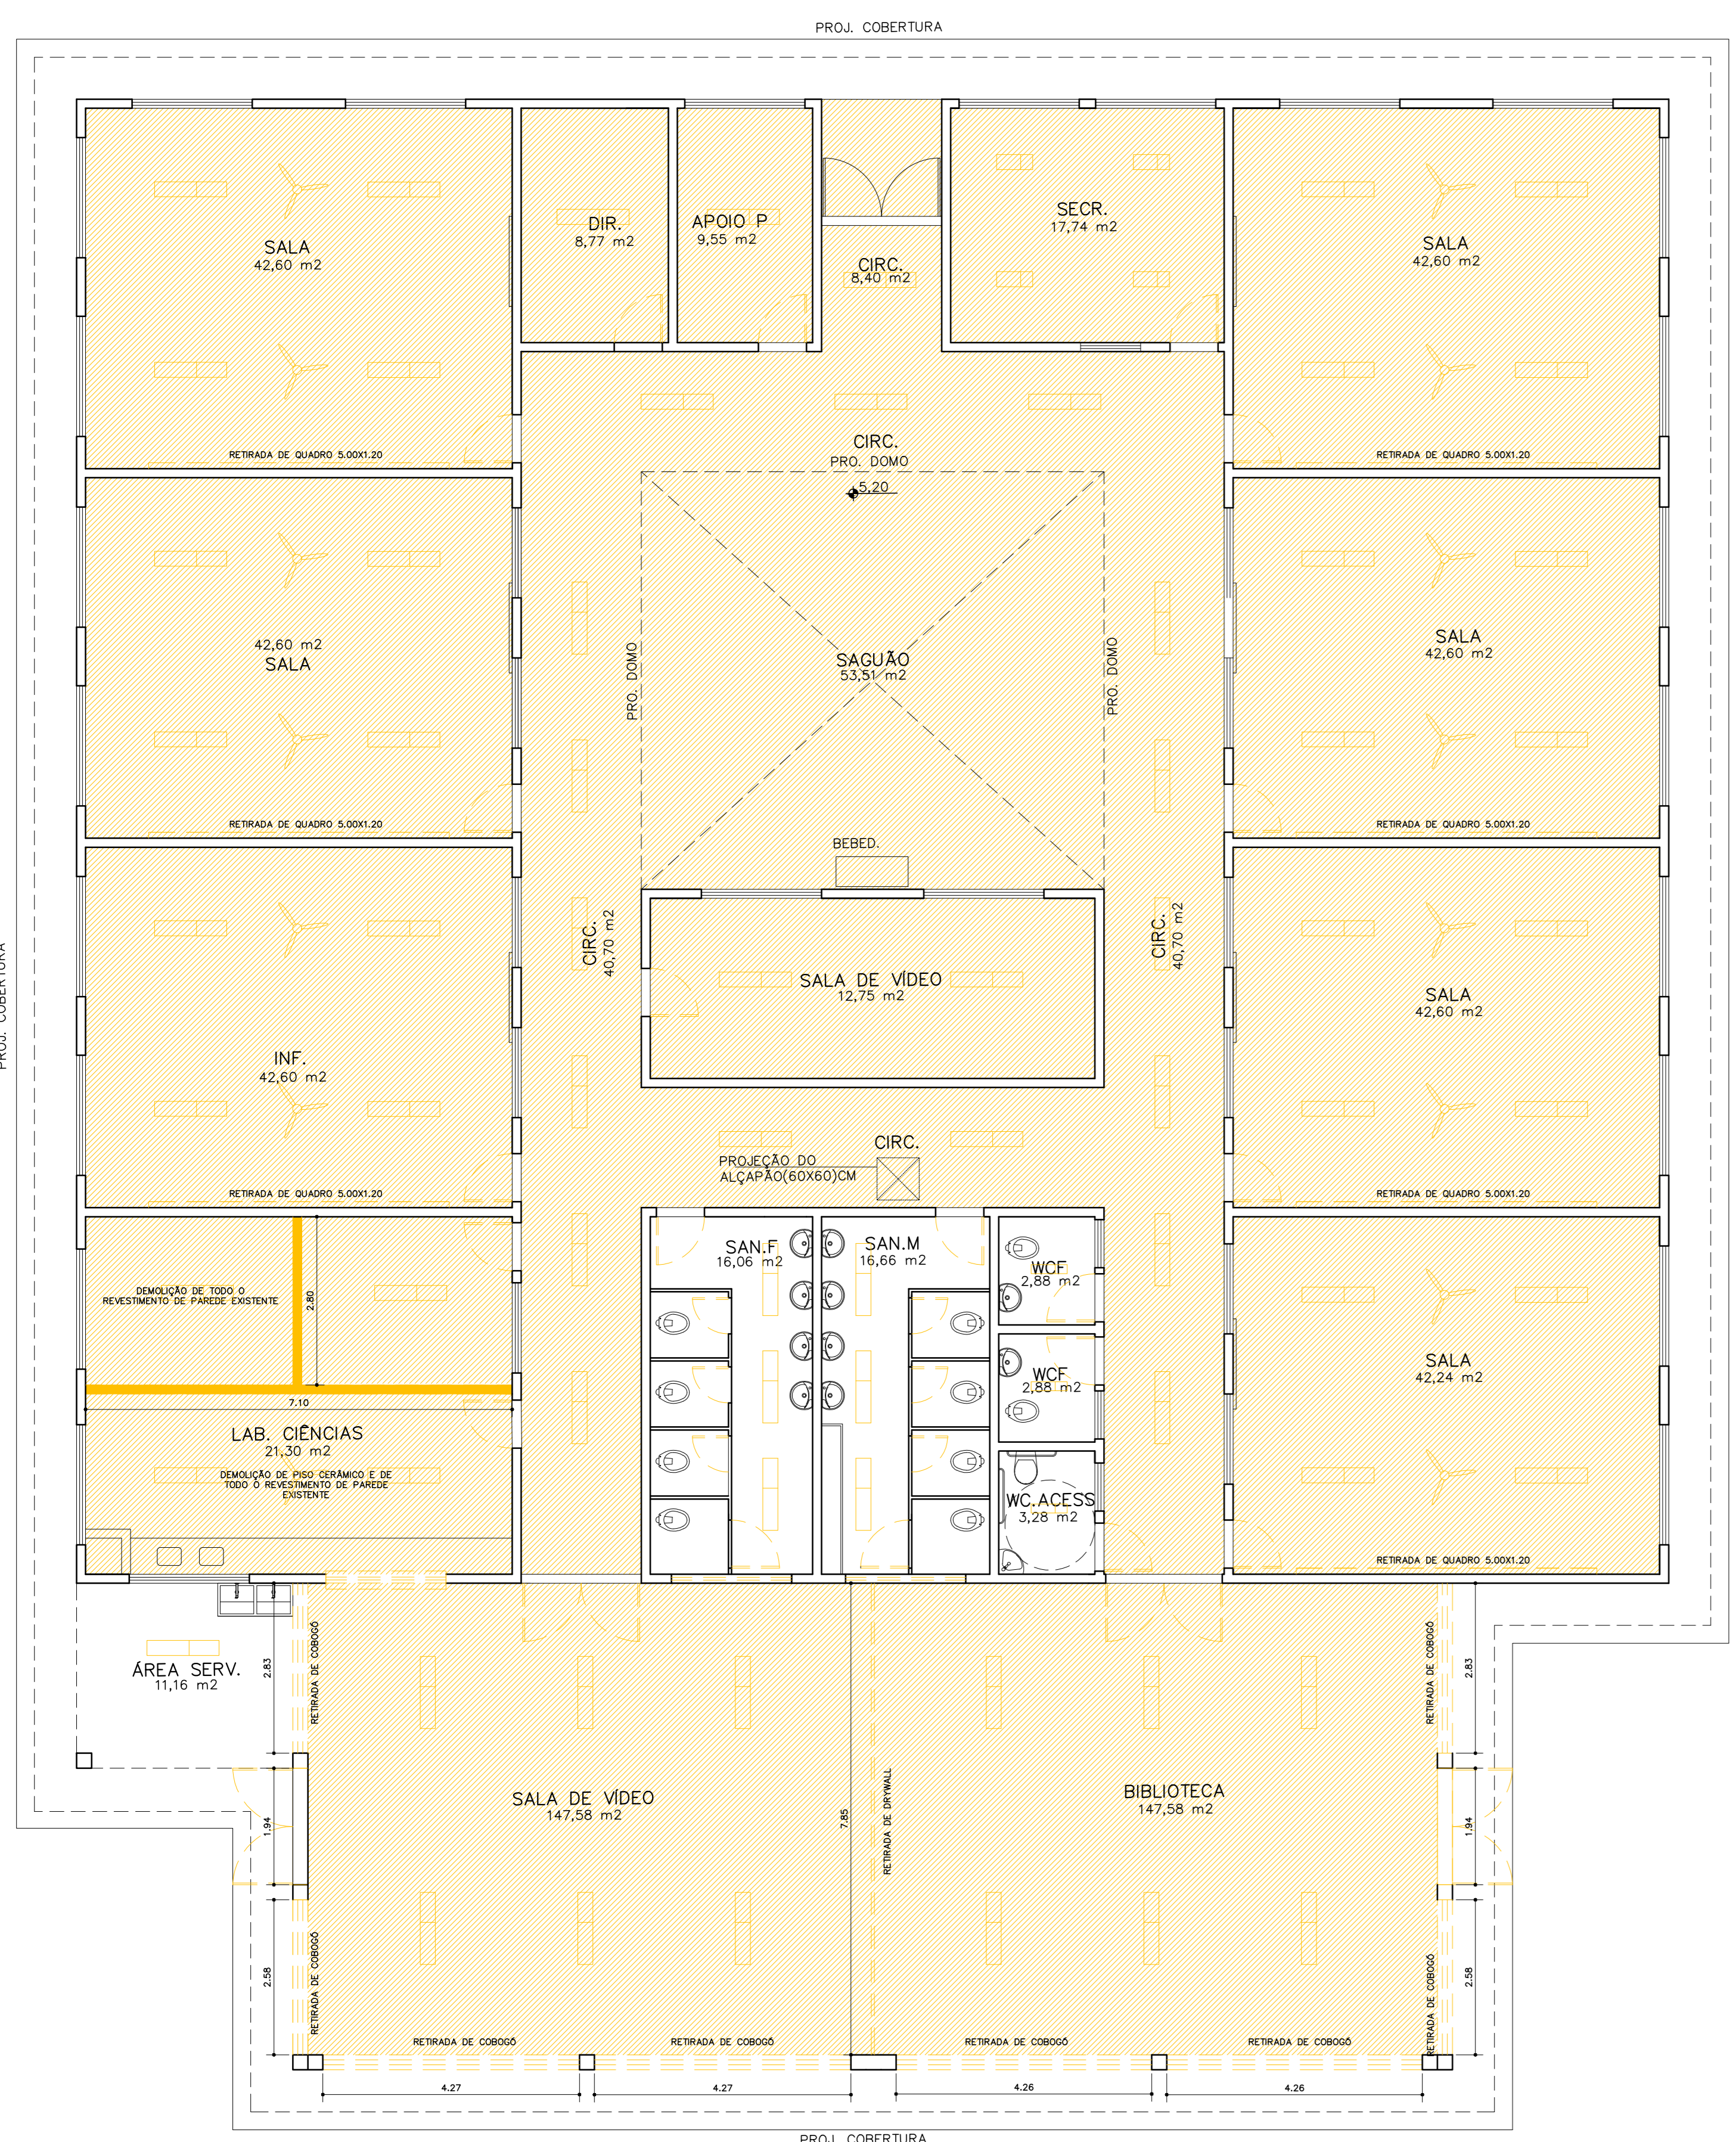 PROJ. COBERTURA
SALA
42,60 m2
RETIRADA DE QUADRO 5.00X1.20
DIR.
8,77 m2
APOIO P
9,55 m2
CIRC.
8,40 m2
SECR.
17,74 m2
SALA
42,60 m2
RETIRADA DE QUADRO 5.00X1.20
CIRC.
PRO. DOMO
5,20
42,60 m2
SALA
RETIRADA DE QUADRO 5.00X1.20
PRO. DOMO
SAGUÃO
53,51 m2
PRO. DOMO
SALA
42,60 m2
RETIRADA DE QUADRO 5.00X1.20
BEBED.
PROJ. COBERTURA
INF.
42,60 m2
RETIRADA DE QUADRO 5.00X1.20
CIRC.
40,70 m2
SALA DE VÍDEO
12,75 m2
CIRC.
40,70 m2
SALA
42,60 m2
RETIRADA DE QUADRO 5.00X1.20
CIRC.
PROJEÇÃO DO
ALÇAPÃO(60X60)CM
DEMOLIÇÃO DE TODO O
REVESTIMENTO DE PAREDE EXISTENTE
2.80
7.10
LAB. CIÊNCIAS
21,30 m2
DEMOLIÇÃO DE PISO CERÂMICO E DE
TODO O REVESTIMENTO DE PAREDE
EXISTENTE
SAN.F
16,06 m2
SAN.M
16,66 m2
WCF
2,88 m2
WCF
2,88 m2
WC.ACESS
3,28 m2
SALA
42,24 m2
RETIRADA DE QUADRO 5.00X1.20
ÁREA SERV.
11,16 m2
2.83
RETIRADA DE COBOGÓ
RETIRADA DE COBOGÓ
2.83
SALA DE VÍDEO
147,58 m2
1.94
7.85
RETIRADA DE DRYWALL
BIBLIOTECA
147,58 m2
1.94
2.58
RETIRADA DE COBOGÓ
RETIRADA DE COBOGÓ
2.58
RETIRADA DE COBOGÓ
RETIRADA DE COBOGÓ
RETIRADA DE COBOGÓ
RETIRADA DE COBOGÓ
4.27
4.27
4.26
4.26
PROJ. COBERTURA